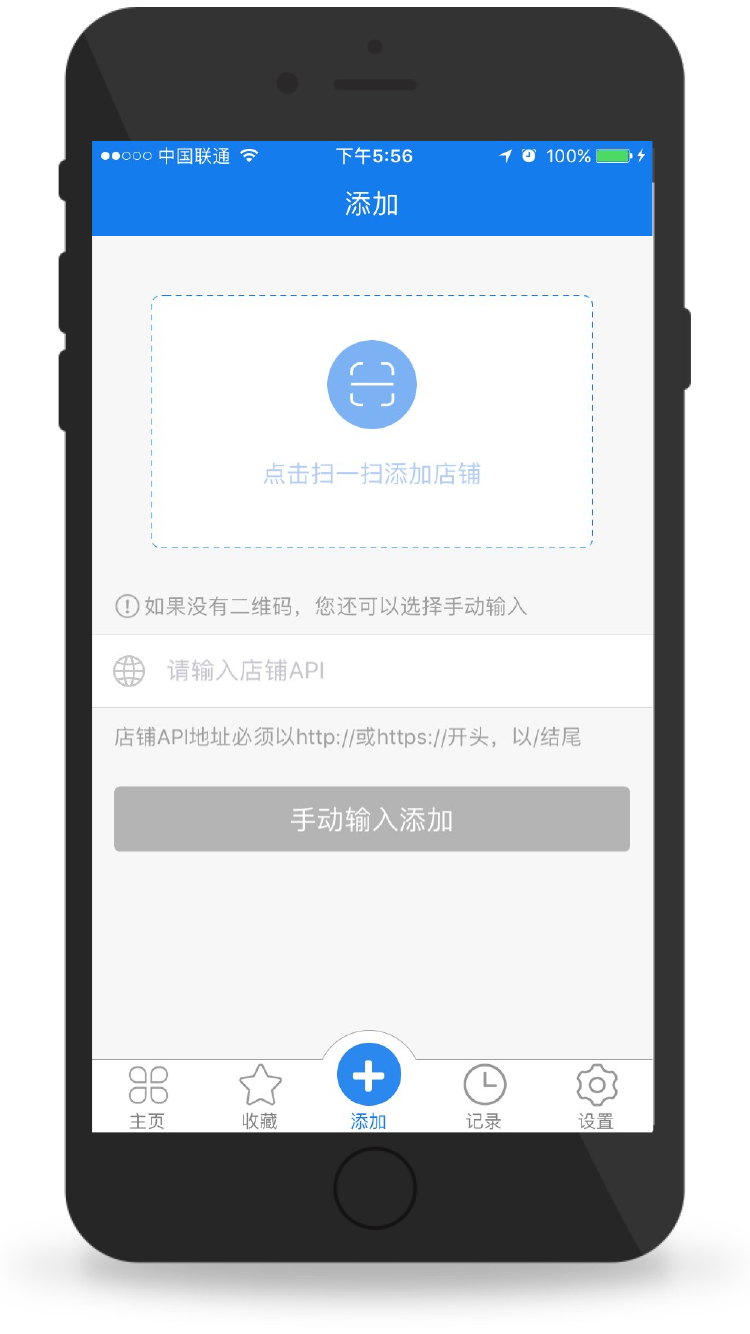 中国联通 下午5:56 100%
添加
点击扫一扫添加店铺
如果没有二维码，您还可以选择手动输入
请输入店铺API
店铺API地址必须以http://或https://开头，以/结尾
手动输入添加
主页 收藏 添加 记录 设置